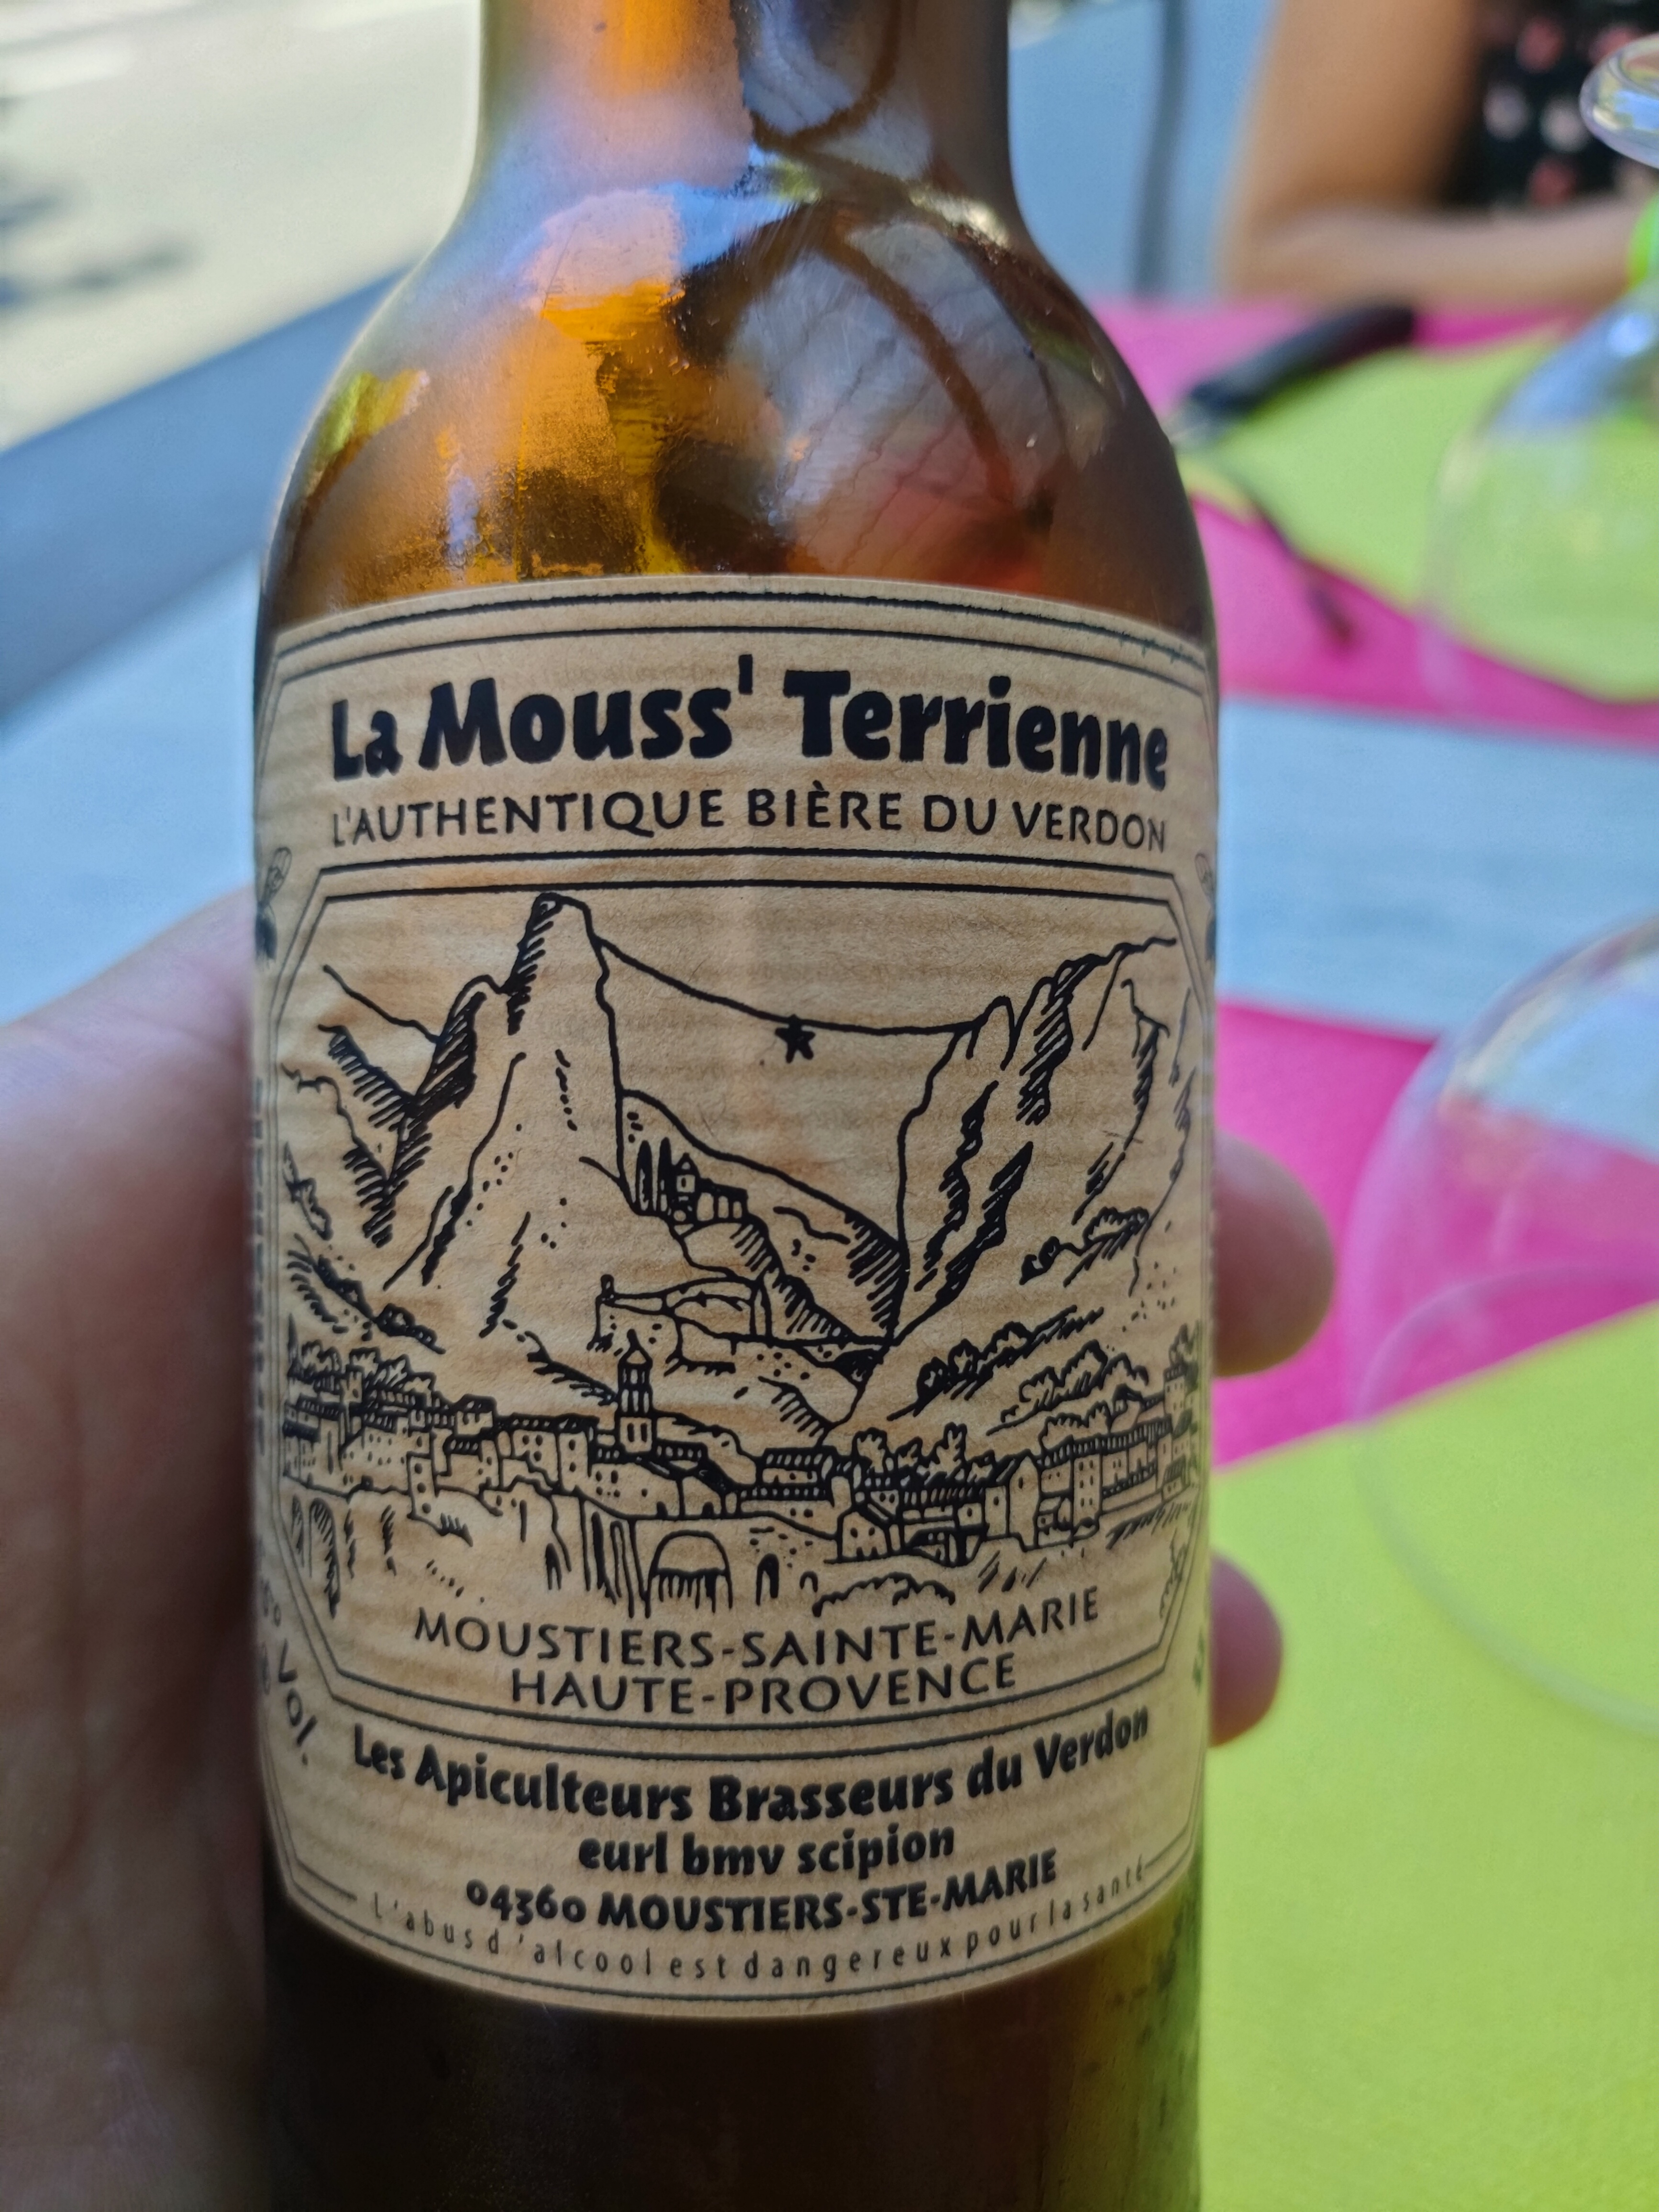 La Mouss' Terrienne
L'AUTHENTIQUE BIÈRE DU VERDON
MOUSTIERS-SAINTE-MARIE
HAUTE-PROVENCE
Vol.
Les Apiculteurs Brasseurs du Verdon
eurl bmv scipion
04360 MOUSTIERS-STE-MARIE
L'abus d'alcool est dangereux pour la santé